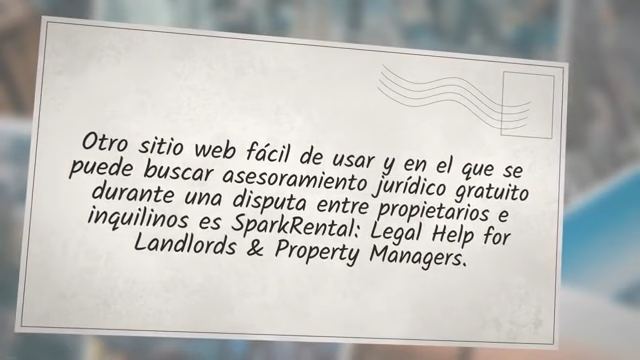 Otro sitio web fácil de usar y en el que se
puede buscar asesoramiento jurídico gratuito
durante una disputa entre propietarios e
inquilinos es SparkRental: Legal Help for
Landlords & Property Managers.